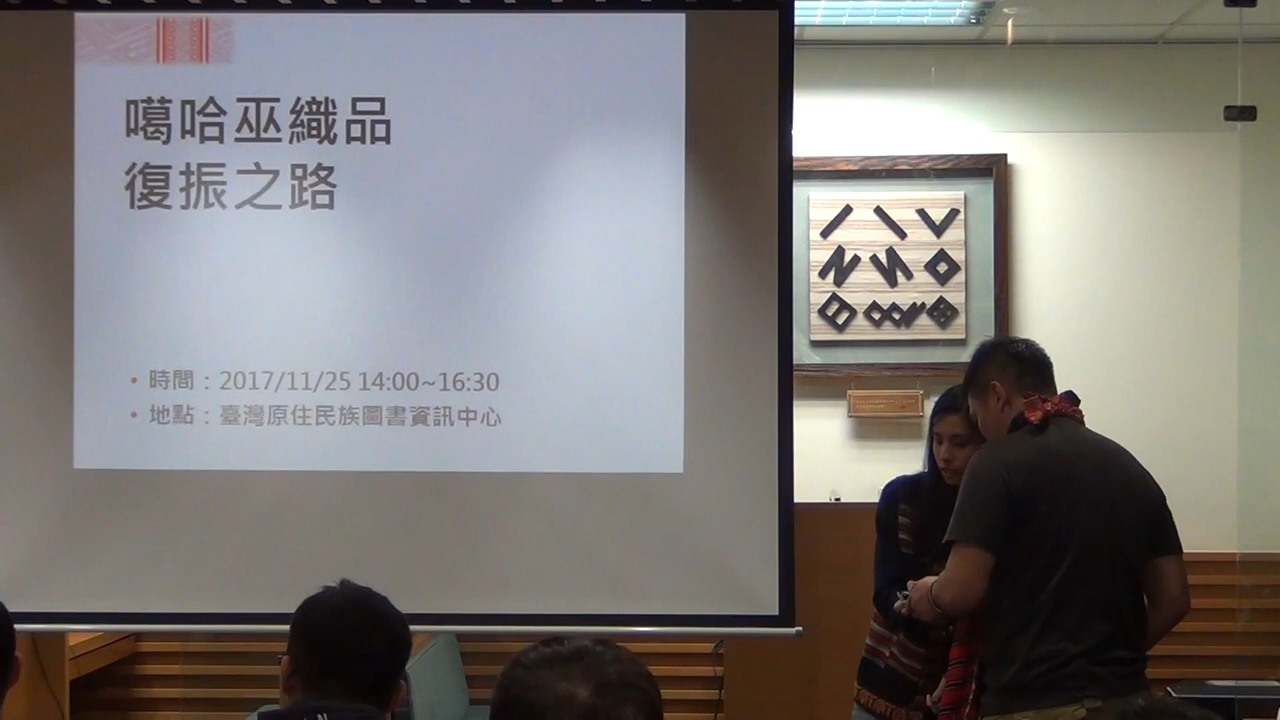 噶哈巫織品
復振之路
• 時間：2017/11/25 14:00~16:30
• 地點：臺灣原住民族圖書資訊中心